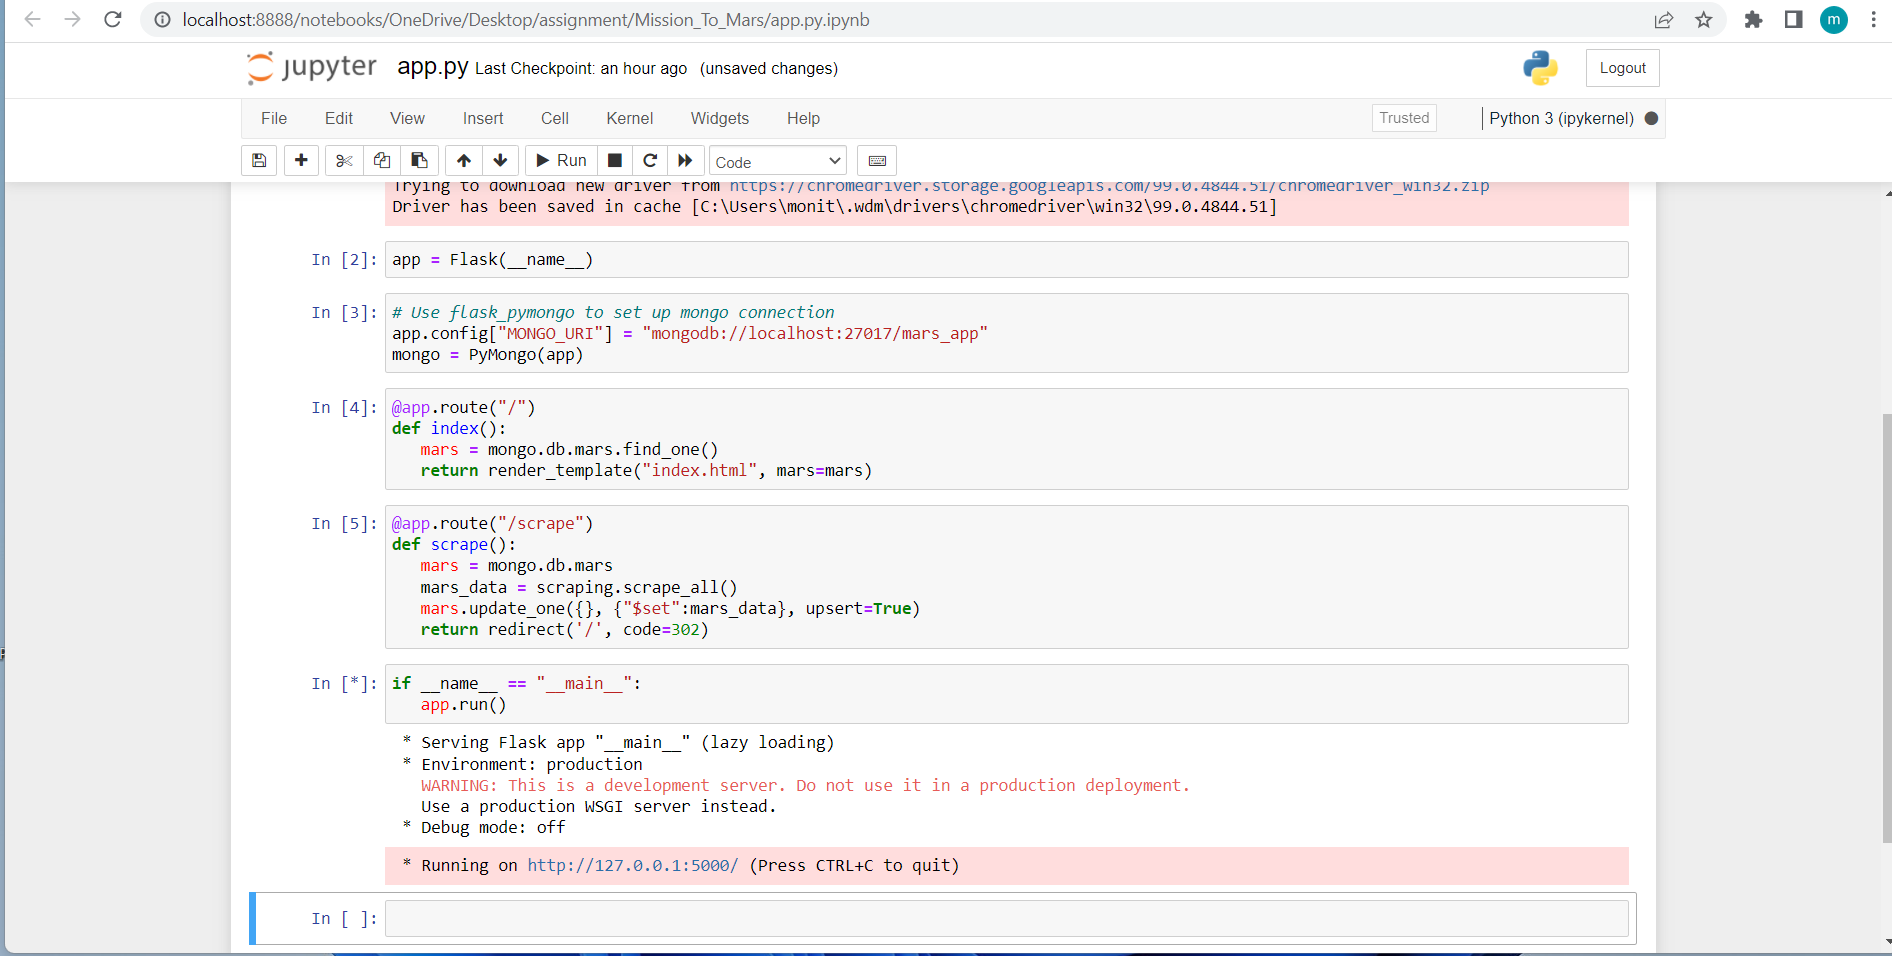 localhost:8888/notebooks/OneDrive/Desktop/assignment/Mission_To_Mars/app.py.ipynb
m
jupyter app.py Last Checkpoint: an hour ago (unsaved changes)
Logout
File Edit View Insert Cell Kernel Widgets Help
Trusted
Python 3 (ipykernel)
Run
Code
Trying to download new driver from https://chromedriver.storage.googleapis.com/99.0.4844.51/chromedriver_win32.zip
Driver has been saved in cache [C:\Users\monit\.wdm\drivers\chromedriver\win32\99.0.4844.51]
In [2]: app = Flask(__name__)
In [3]: # Use flask_pymongo to set up mongo connection
app.config["MONGO_URI"] = "mongodb://localhost:27017/mars_app"
mongo = PyMongo(app)
In [4]: @app.route("/")
def index():
mars = mongo.db.mars.find_one()
return render_template("index.html", mars=mars)
In [5]: @app.route("/scrape")
def scrape():
mars = mongo.db.mars
mars_data = scraping.scrape_all()
mars.update_one({}, {"$set":mars_data}, upsert=True)
return redirect('/', code=302)
In [*]: if __name__ == "__main__":
app.run()
* Serving Flask app "__main__" (lazy loading)
* Environment: production
WARNING: This is a development server. Do not use it in a production deployment.
Use a production WSGI server instead.
* Debug mode: off
* Running on http://127.0.0.1:5000/ (Press CTRL+C to quit)
In [ ]: